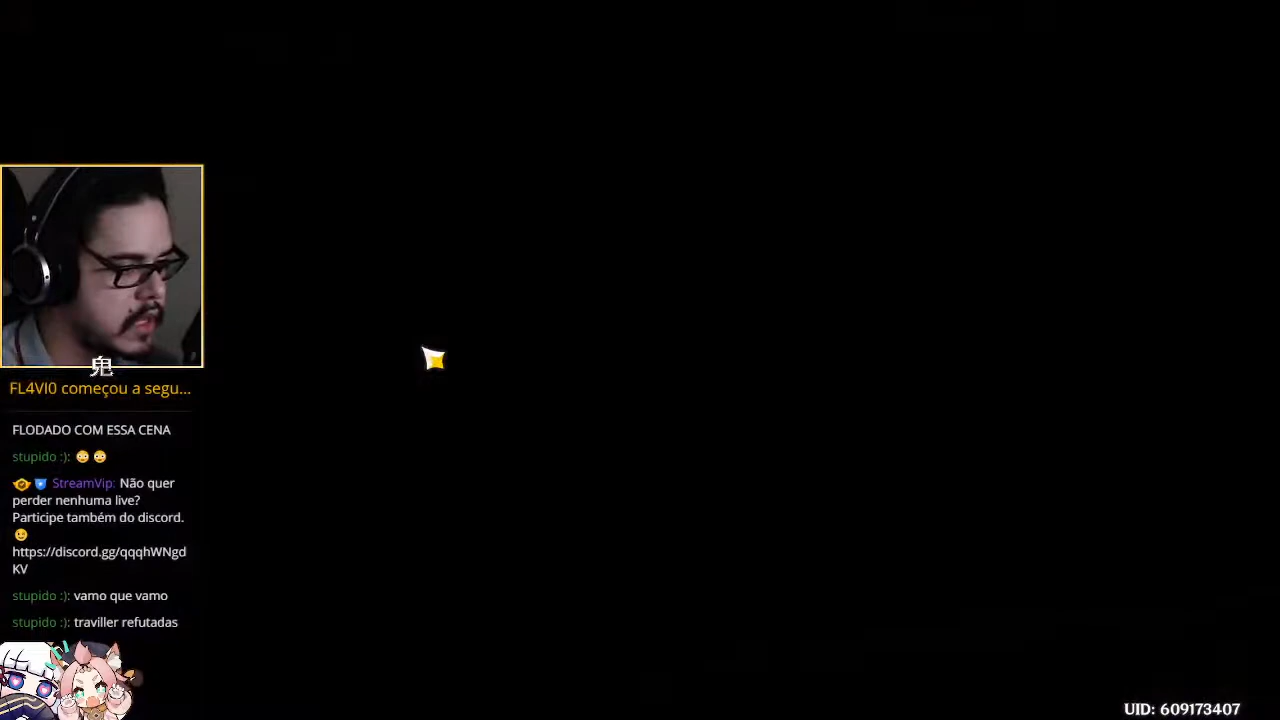 鬼
FL4VI0 começou a segu...
FLODADO COM ESSA CENA
stupido :): 😳 😳
StreamVip: Não quer
perder nenhuma live?
Participe também do discord.
😉
https://discord.gg/qqqhWNgd
KV
stupido :): vamo que vamo
stupido :): traviller refutadas
UID: 609173407